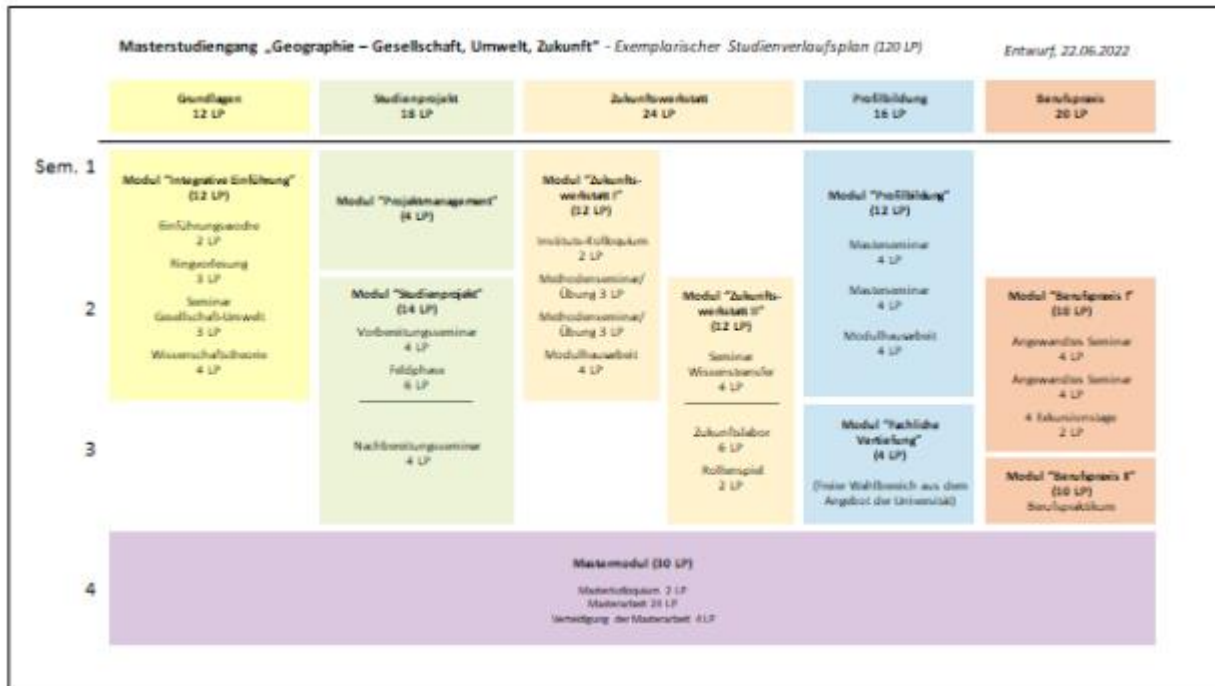 Masterstudiengang „Geographie – Gesellschaft, Umwelt, Zukunft“ - Exemplarischer Studienverlaufsplan (120 LP)
Entwurf, 22.06.2022
Grundlagen
12 LP
Studienprojekt
18 LP
Zukunftswerkstatt
24 LP
Profilbildung
16 LP
Berufspraxis
20 LP
Sem. 1
Modul "Integrative Einführung"
(12 LP)
Einführungswoche
2 LP
Ringvorlesung
3 LP
Seminar
Gesellschaft-Umwelt
3 LP
Wissenschaftstheorie
4 LP
Modul "Projektmanagement"
(4 LP)
Modul "Zukunfts-
werkstatt I"
(12 LP)
Instituts-Kolloquium
2 LP
Methodenseminar/
Übung 3 LP
Methodenseminar/
Übung 3 LP
Modulhausarbeit
4 LP
Modul "Profilbildung"
(12 LP)
Masterseminar
4 LP
Masterseminar
4 LP
Modulhausarbeit
4 LP
2
Modul "Studienprojekt"
(14 LP)
Vorbereitungsseminar
4 LP
Feldphase
6 LP
Nachbereitungsseminar
4 LP
Modul "Zukunfts-
werkstatt II"
(12 LP)
Seminar
Wissenstransfer
4 LP
Zukunftslabor
6 LP
Rollenspiel
2 LP
Modul "Berufspraxis I"
(10 LP)
Angewandtes Seminar
4 LP
Angewandtes Seminar
4 LP
4 Exkursionstage
2 LP
3
Modul "Fachliche
Vertiefung"
(4 LP)
(Freie Wahlbereich aus dem
Angebot der Universität)
Modul "Berufspraxis II"
(10 LP)
Berufspraktikum
4
Mastermodul (30 LP)
Masterkolloquium 2 LP
Masterarbeit 24 LP
Verteidigung der Masterarbeit 4 LP